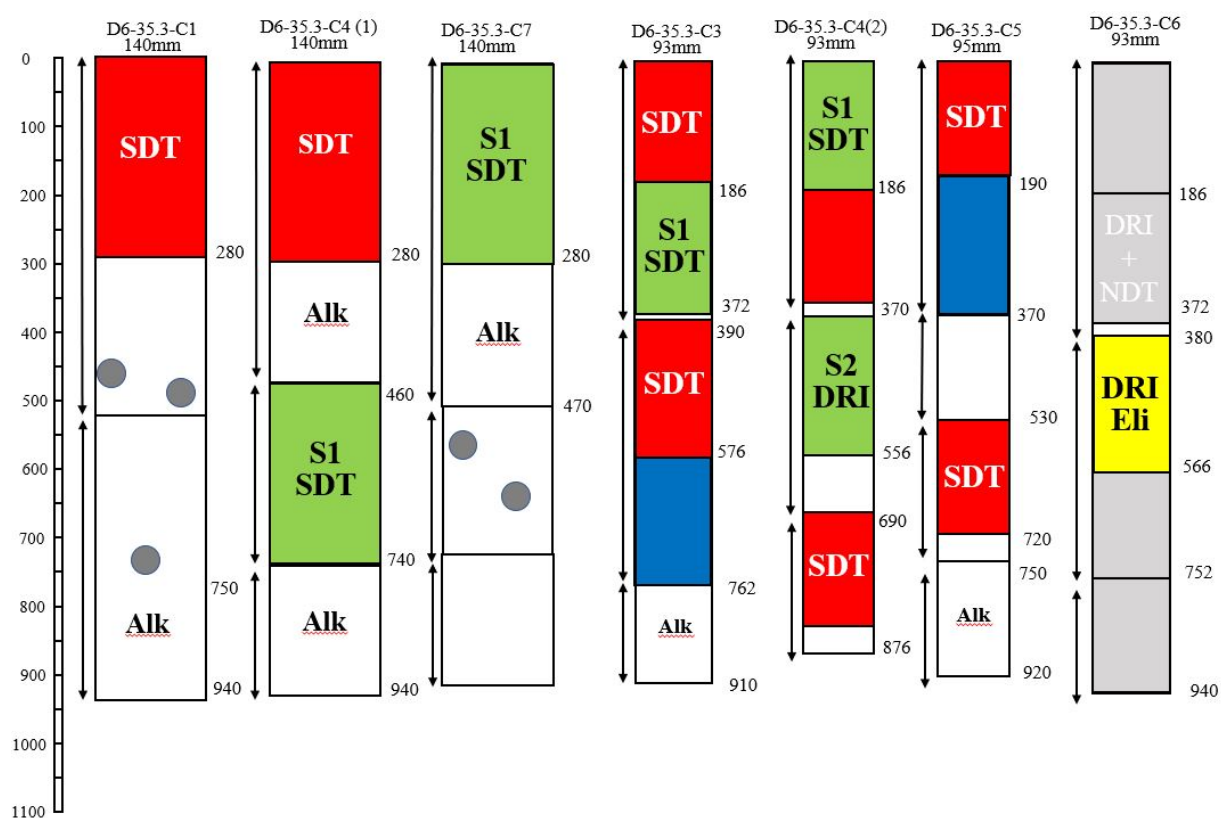 D6-35.3-C1
140mm
D6-35.3-C4 (1)
140mm
D6-35.3-C7
140mm
D6-35.3-C3
93mm
D6-35.3-C4(2)
93mm
D6-35.3-C5
95mm
D6-35.3-C6
93mm
0
100
200
300
400
500
600
700
800
900
1000
1100
SDT
280
750
Alk
940
SDT
280
Alk
460
S1
SDT
740
Alk
940
S1
SDT
280
Alk
470
SDT
186
S1
SDT
372
390
SDT
576
762
Alk
910
S1
SDT
186
370
S2
DRI
556
690
SDT
876
SDT
190
370
530
SDT
720
750
Alk
920
186
DRI
+
NDT
372
380
DRI
Eli
566
752
940